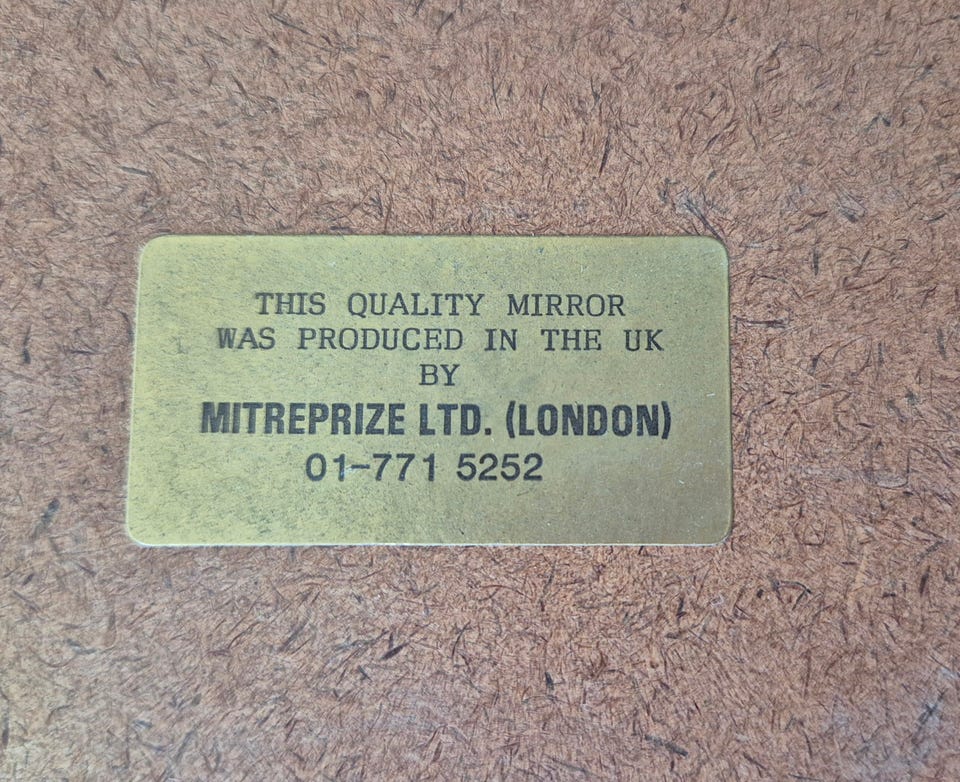 THIS QUALITY MIRROR
WAS PRODUCED IN THE UK
BY
MITREPRIZE LTD. (LONDON)
01-771 5252